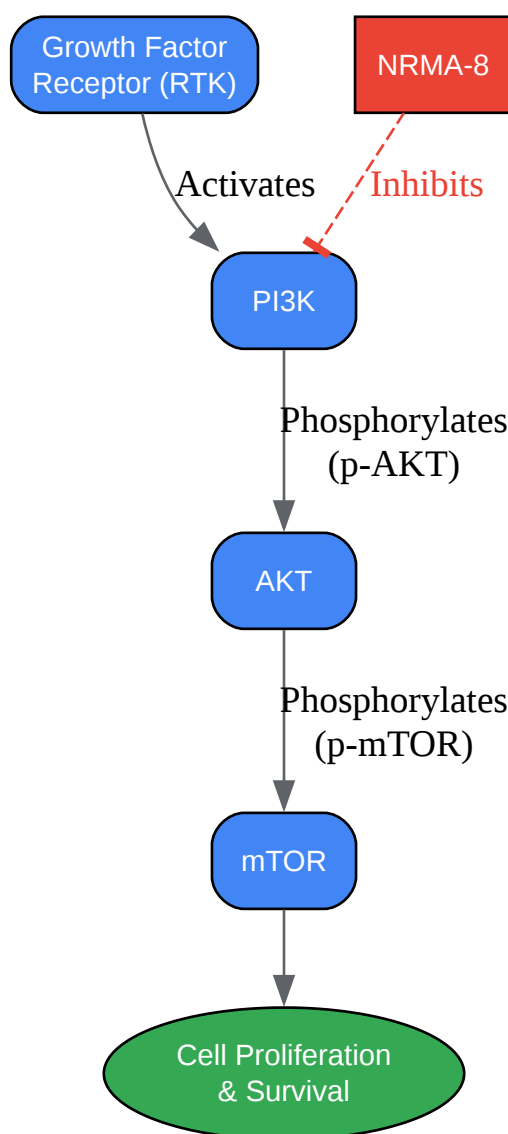 Growth Factor
Receptor (RTK)
NRMA-8
Activates
Inhibits
PI3K
Phosphorylates
(p-AKT)
AKT
Phosphorylates
(p-mTOR)
mTOR
Cell Proliferation
& Survival